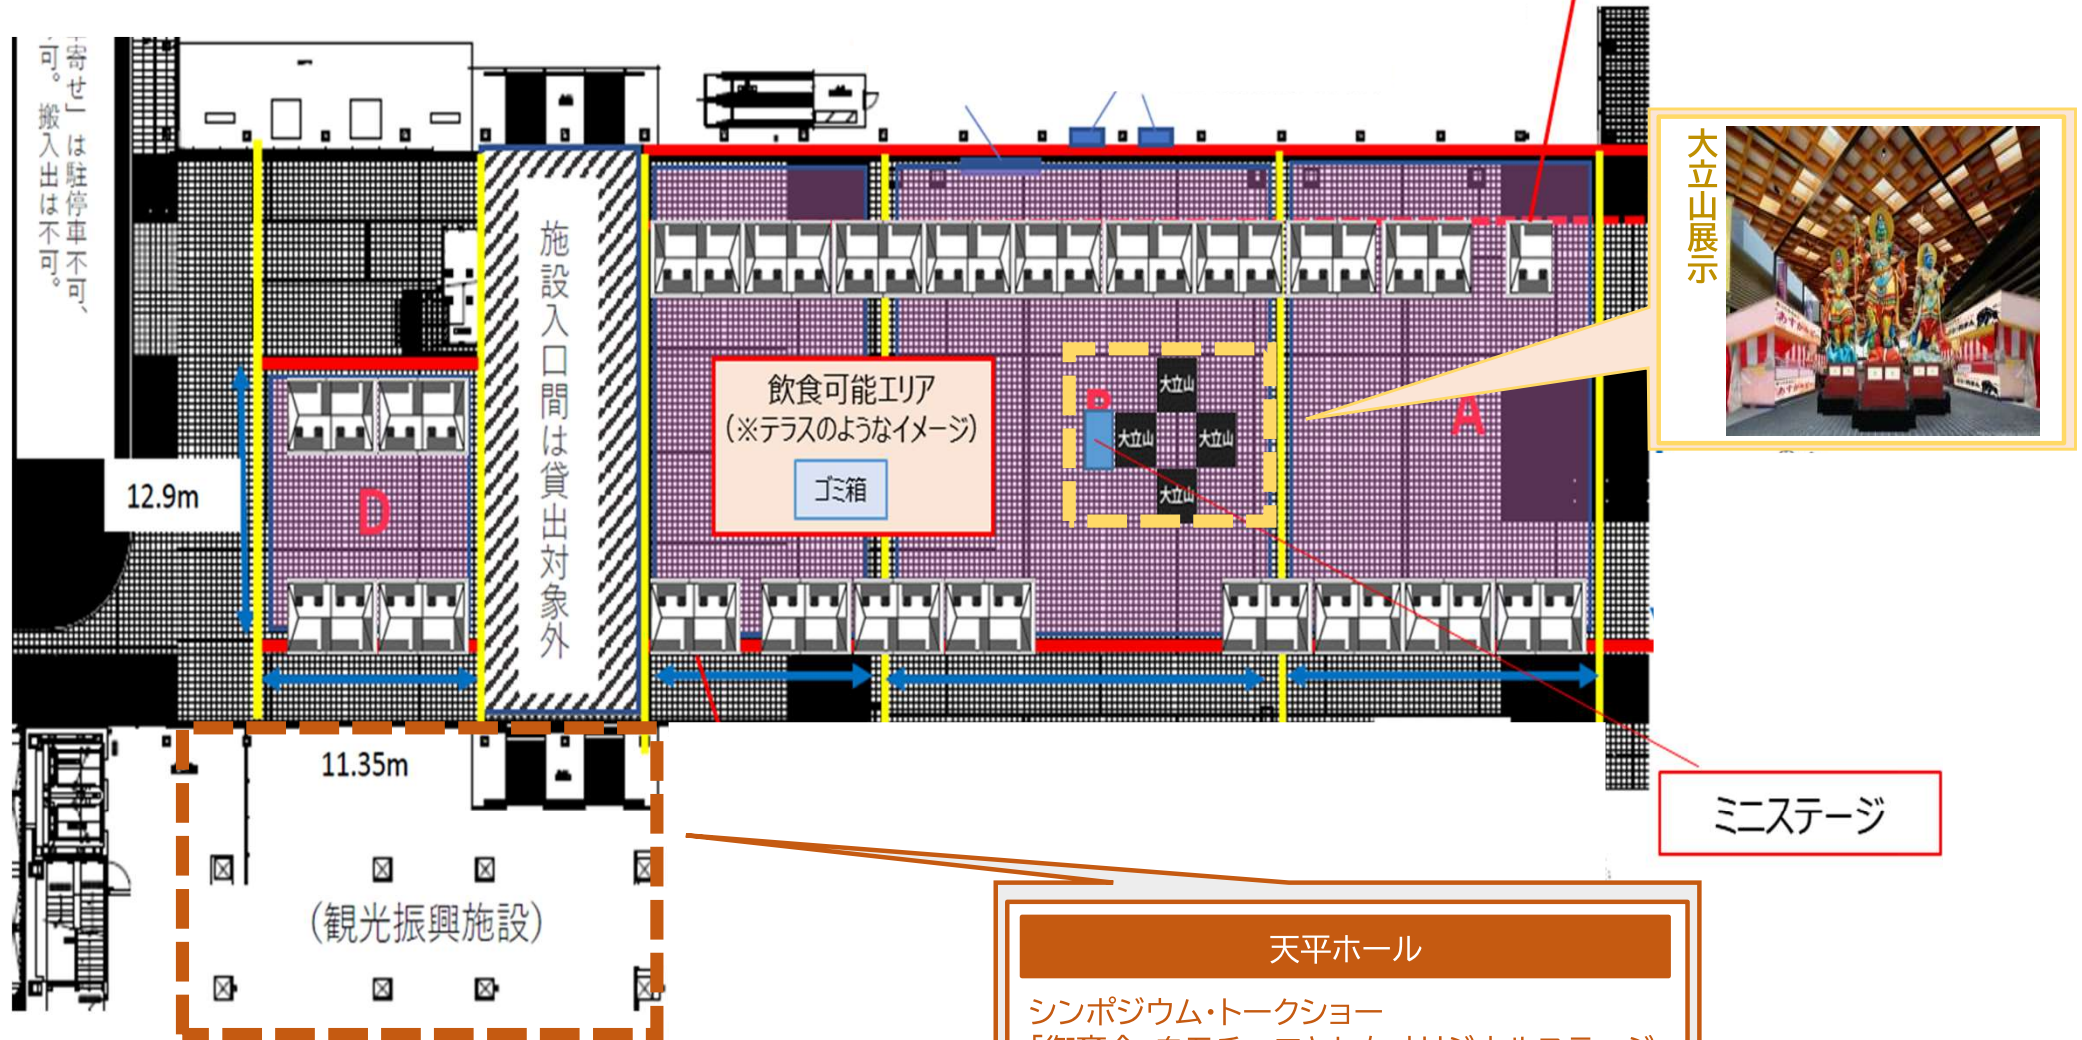 寄せ」は駐停車不可、
可。搬入出は不可。
施設入口間は貸出対象外
飲食可能エリア
(※テラスのようなイメージ)
ゴミ箱
大立山
大立山
大立山
大立山
A
D
12.9m
11.35m
大立山展示
ミニステージ
(観光振興施設)
天平ホール
シンポジウム・トークショー